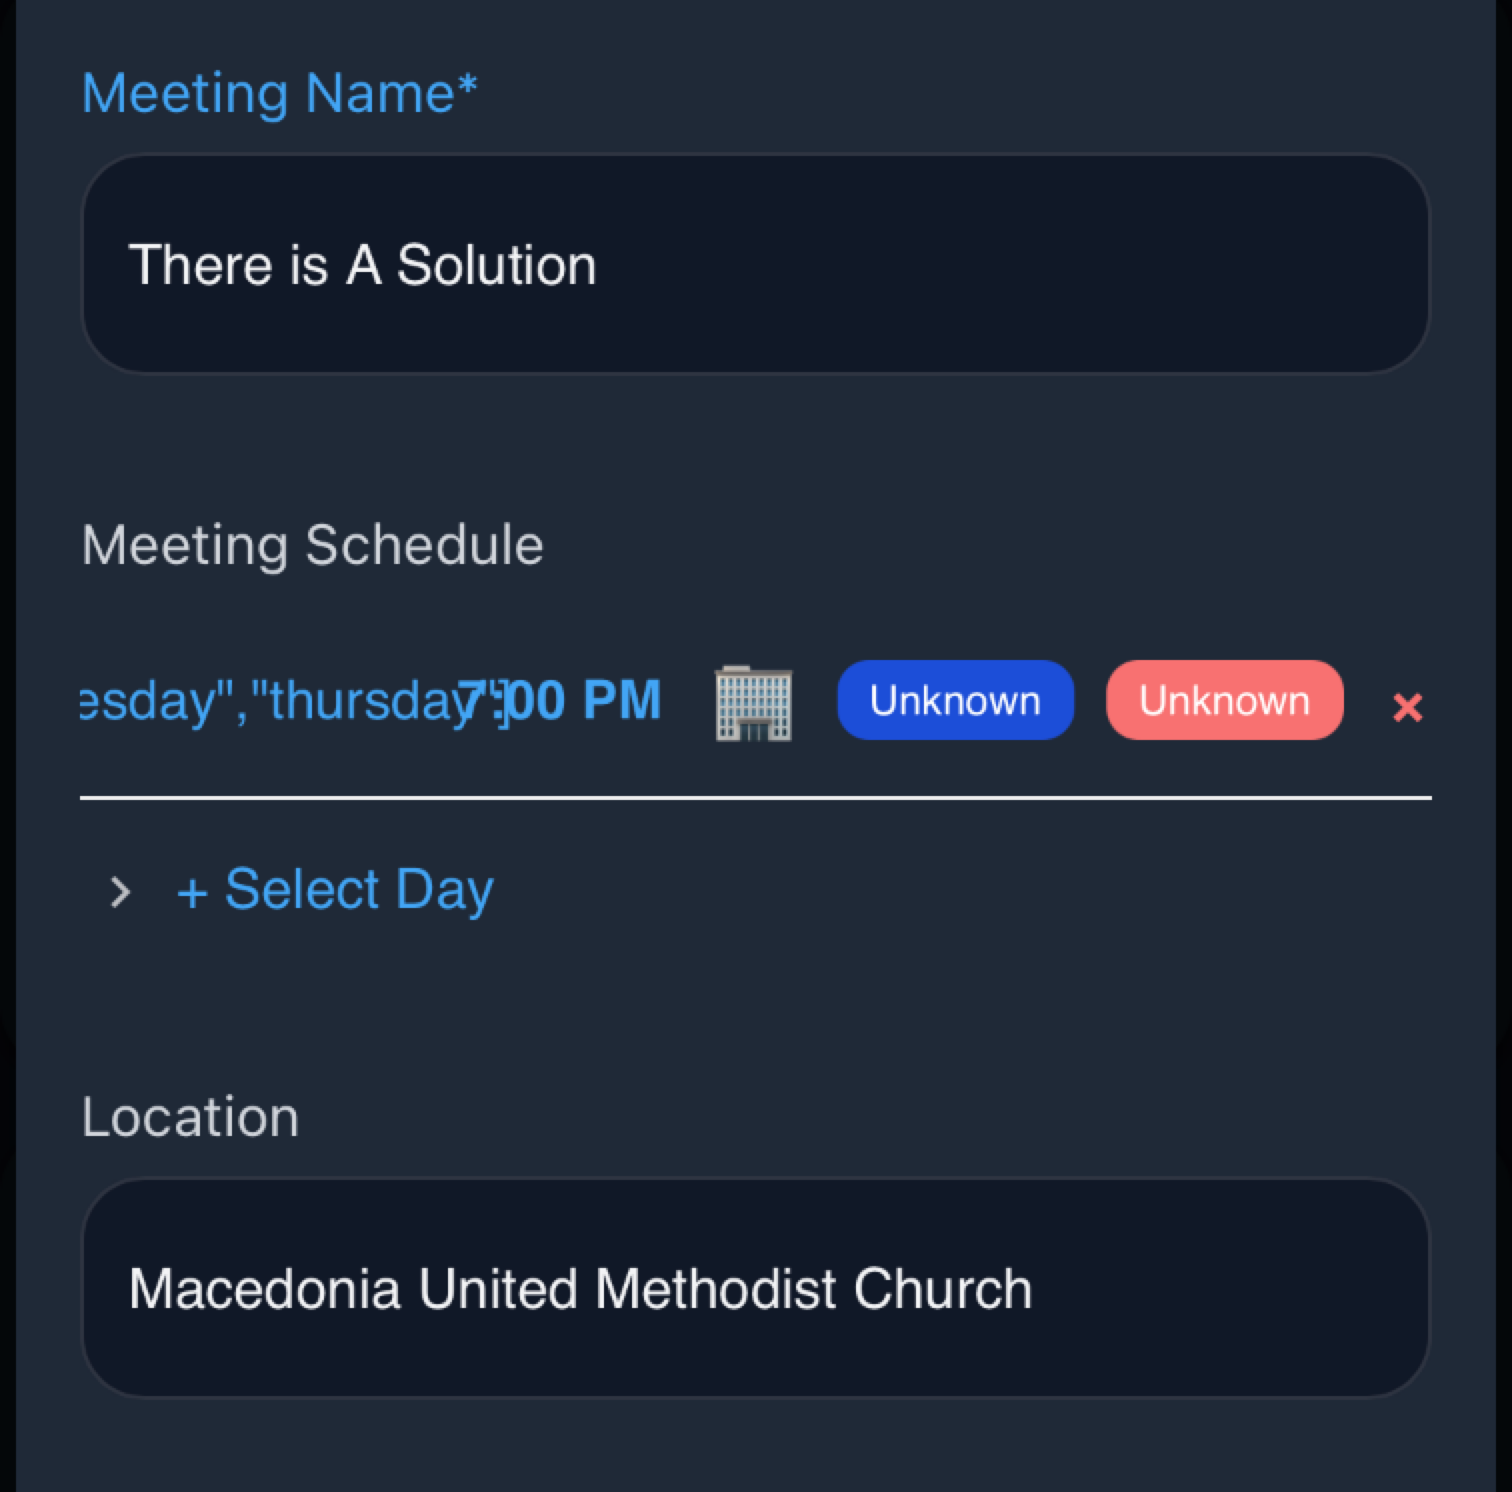 Meeting Name*
There is A Solution
Meeting Schedule
esday","thursday"] 7:00 PM Unknown Unknown ×
> + Select Day
Location
Macedonia United Methodist Church